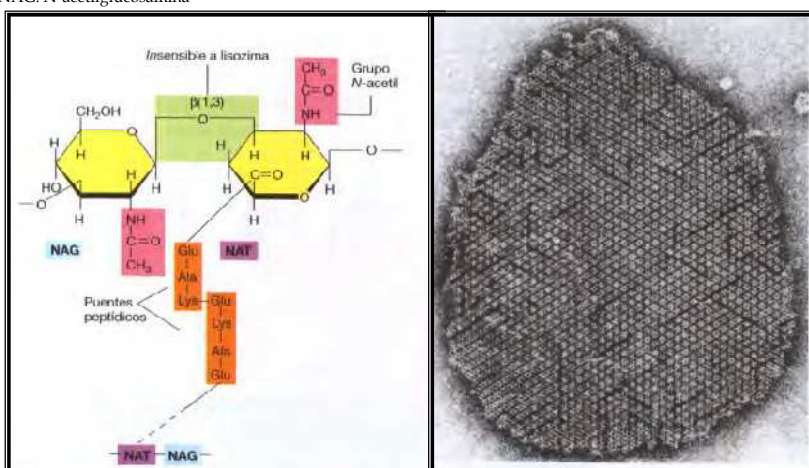 NAG: N-acetilglucosamina
Insensible a lisozima
β(1,3)
O
CH₃
C=O
NH
Grupo
N-acetil
CH₂OH
O
H
H
H
H
H
H
HO
O
H
H
H
H
C=O
O
O
H
H
NH
C=O
CH₃
NAG
NAT
Glu
Ala
Lys
Glu
Lys
Ala
Glu
Puentes
peptídicos
NAT
NAG